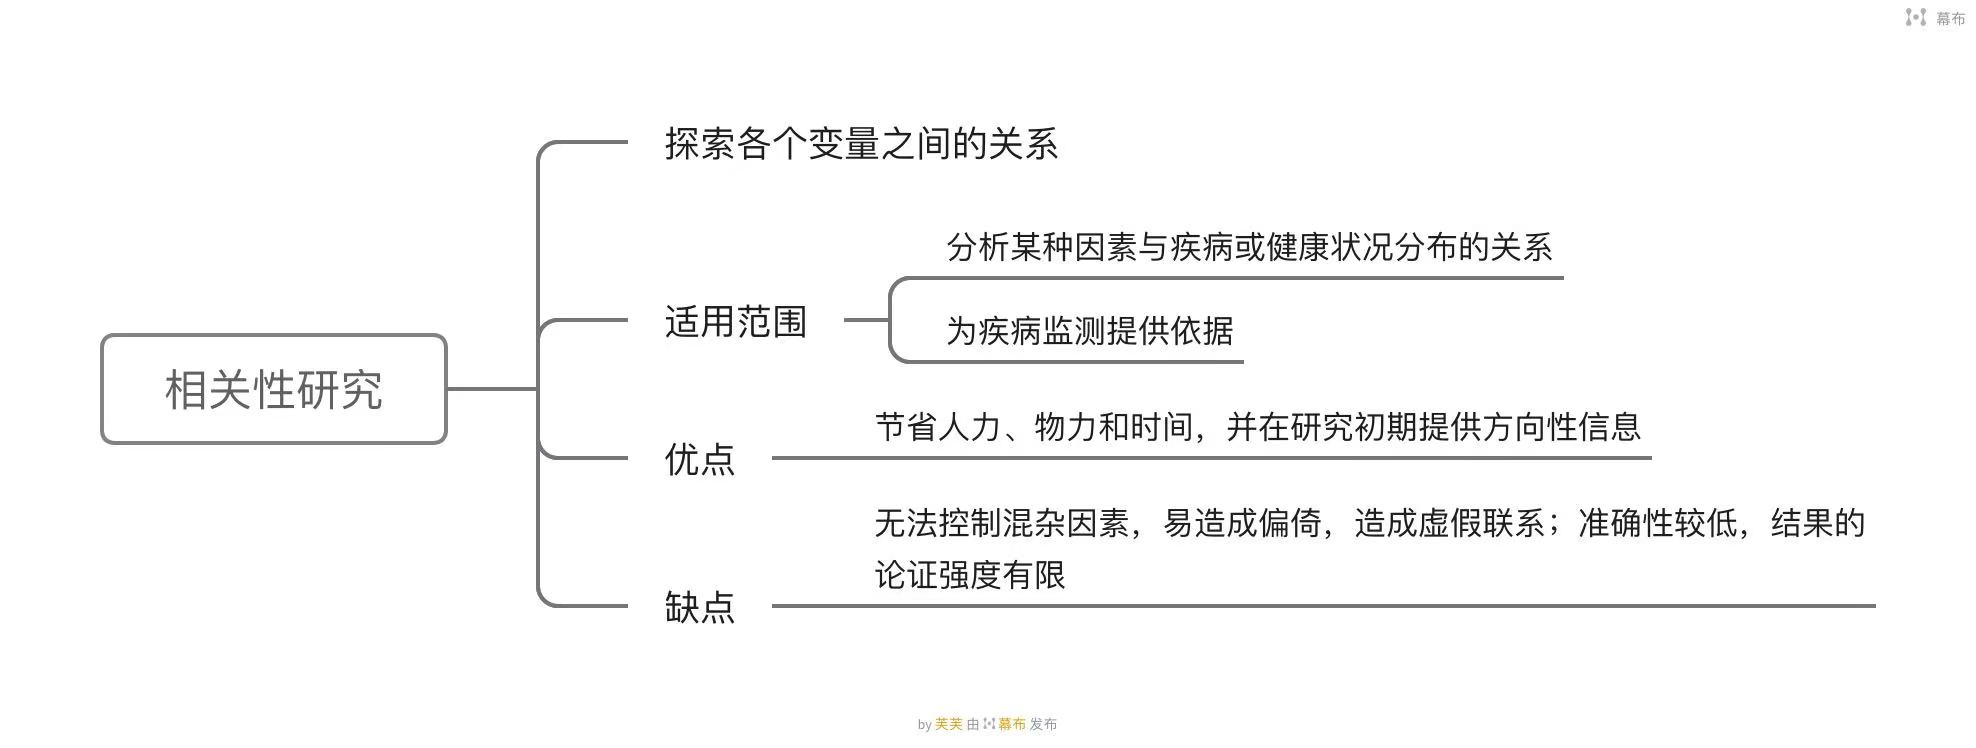 幕布
探索各个变量之间的关系
分析某种因素与疾病或健康状况分布的关系
适用范围
为疾病监测提供依据
相关性研究
节省人力、物力和时间，并在研究初期提供方向性信息
优点
无法控制混杂因素，易造成偏倚，造成虚假联系；准确性较低，结果的
论证强度有限
缺点
by 芙芙 由 幕布 发布